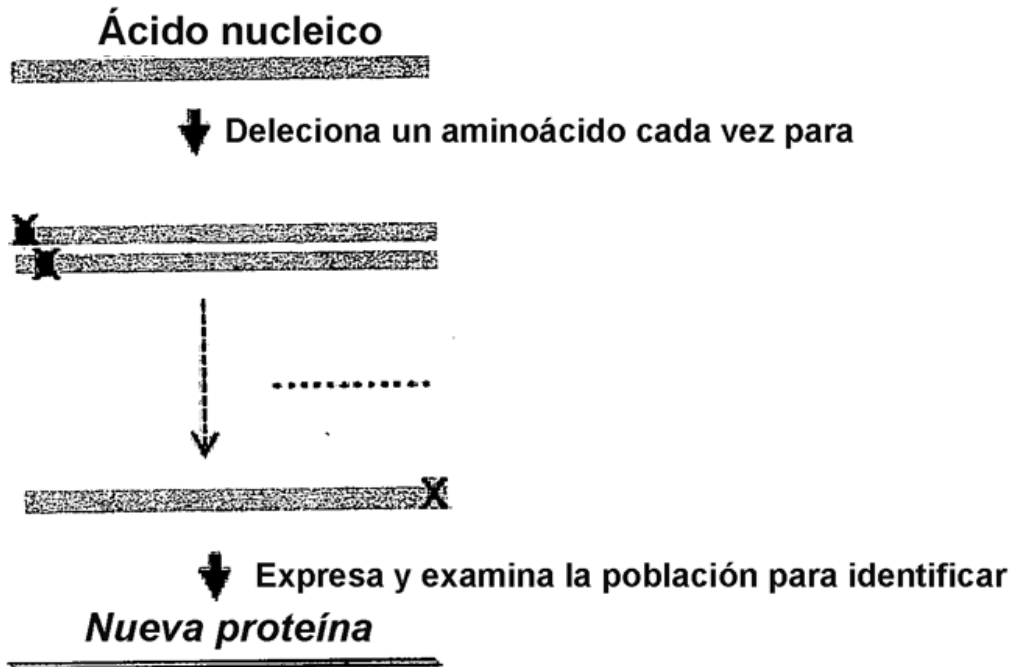 Ácido nucleico
Deleciona un aminoácido cada vez para
Expresa y examina la población para identificar
Nueva proteína